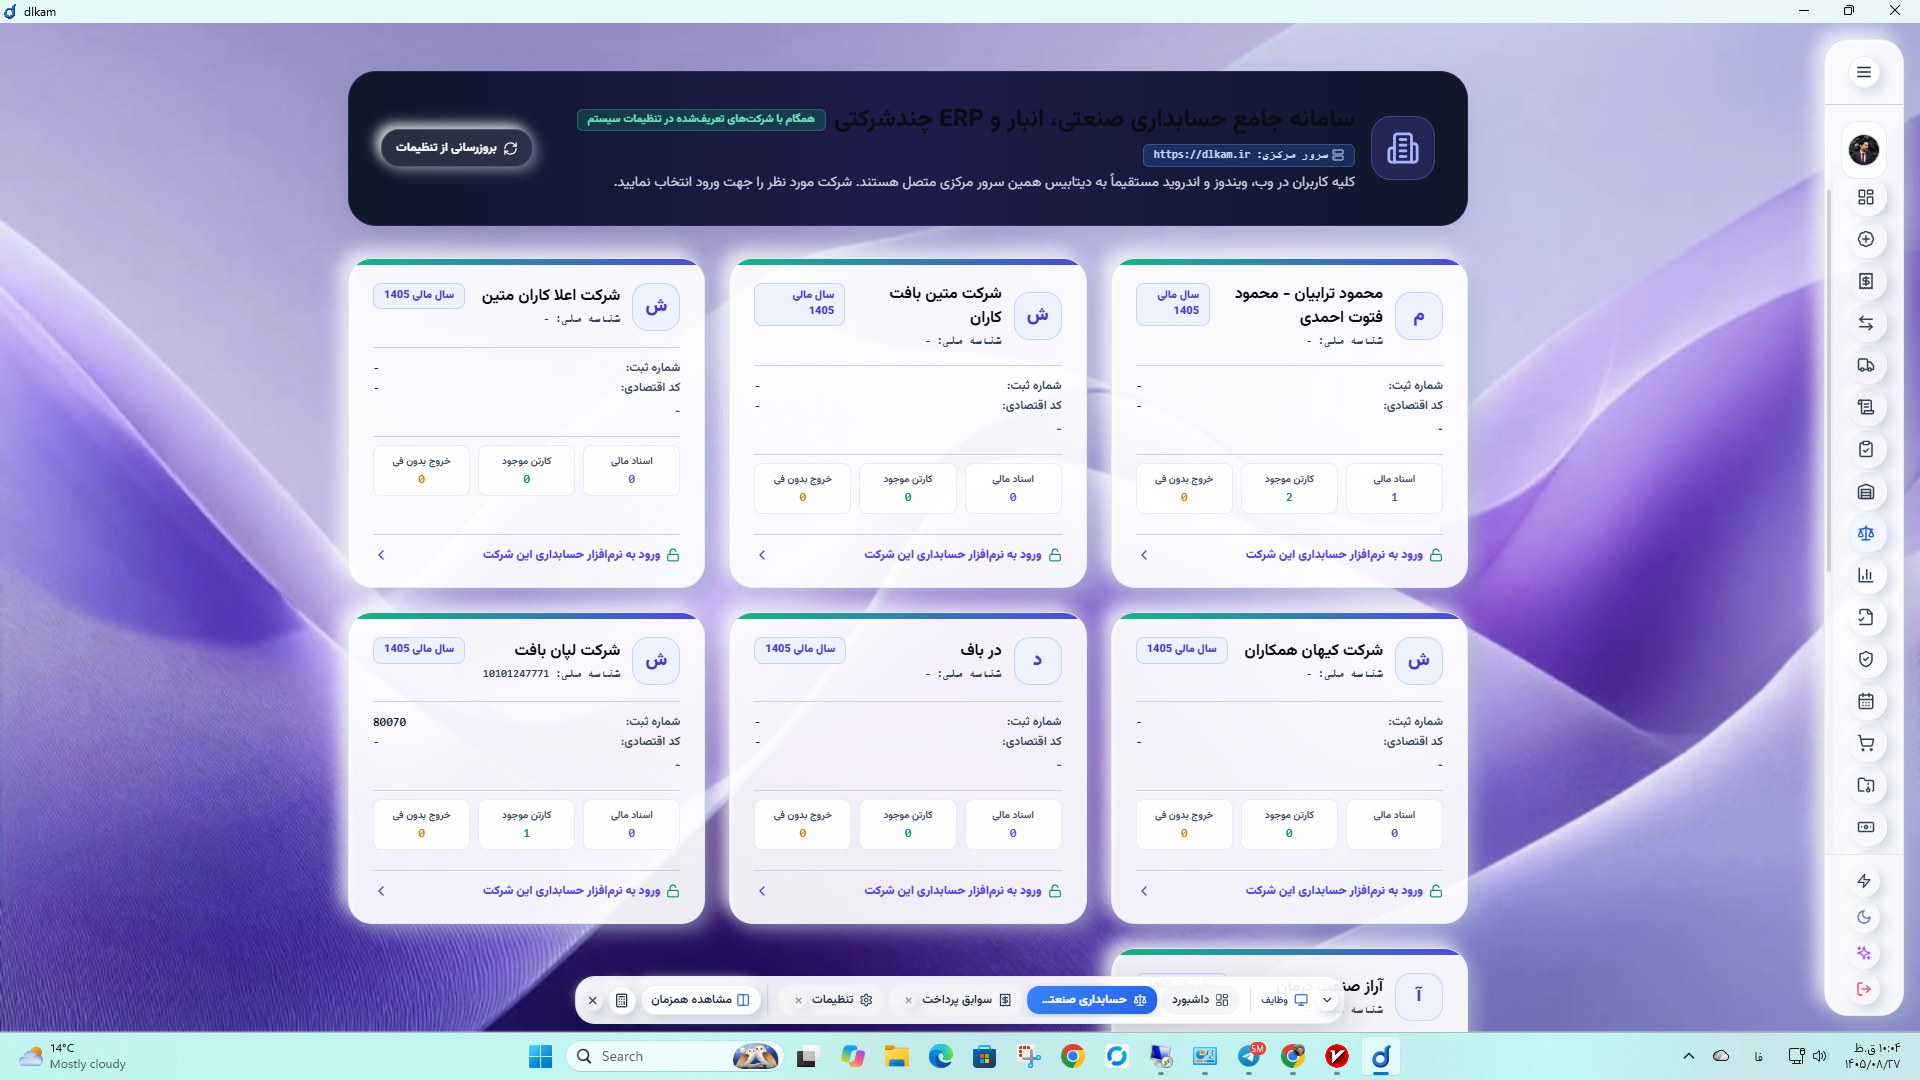 dlkam
سامانه جامع حسابداری صنعتی، انبار و ERP چندشرکتی
همگام با شرکت‌های تعریف‌شده در تنظیمات سیستم
سرور مرکزی: https://dlkam.ir
کلیه کاربران در وب، ویندوز و اندروید مستقیماً به دیتابیس همین سرور مرکزی متصل هستند. شرکت مورد نظر را جهت ورود انتخاب نمایید.
بروزرسانی از تنظیمات
م
محمود ترابیان - محمود
فتوت احمدی
شناسه ملی: -
سال مالی
1405
شماره ثبت: -
کد اقتصادی: -
-
اسناد مالی
1
کارتن موجود
2
خروج بدون فی
0
ورود به نرم‌افزار حسابداری این شرکت
ش
شرکت متین بافت
کاران
شناسه ملی: -
سال مالی
1405
شماره ثبت: -
کد اقتصادی: -
-
اسناد مالی
0
کارتن موجود
0
خروج بدون فی
0
ورود به نرم‌افزار حسابداری این شرکت
ش
شرکت اعلا کاران متین
شناسه ملی: -
سال مالی 1405
شماره ثبت: -
کد اقتصادی: -
-
اسناد مالی
0
کارتن موجود
0
خروج بدون فی
0
ورود به نرم‌افزار حسابداری این شرکت
ش
شرکت کیهان همکاران
شناسه ملی: -
سال مالی 1405
شماره ثبت: -
کد اقتصادی: -
-
اسناد مالی
0
کارتن موجود
0
خروج بدون فی
0
ورود به نرم‌افزار حسابداری این شرکت
د
در باف
شناسه ملی: -
سال مالی 1405
شماره ثبت: -
کد اقتصادی: -
-
اسناد مالی
0
کارتن موجود
0
خروج بدون فی
0
ورود به نرم‌افزار حسابداری این شرکت
ش
شرکت لپان بافت
شناسه ملی: 10101247771
سال مالی 1405
شماره ثبت: 80070
کد اقتصادی: -
-
اسناد مالی
0
کارتن موجود
1
خروج بدون فی
0
ورود به نرم‌افزار حسابداری این شرکت
آ
آراز صنعت درمان
شناسه
وظایف
داشبورد
حسابداری صنعتـ...
سوابق پرداخت
تنظیمات
مشاهده همزمان
14°C
Mostly cloudy
Search
5M
فا
۱۰:۰۴ ق.ظ
۱۴۰۵/۰۸/۲۷